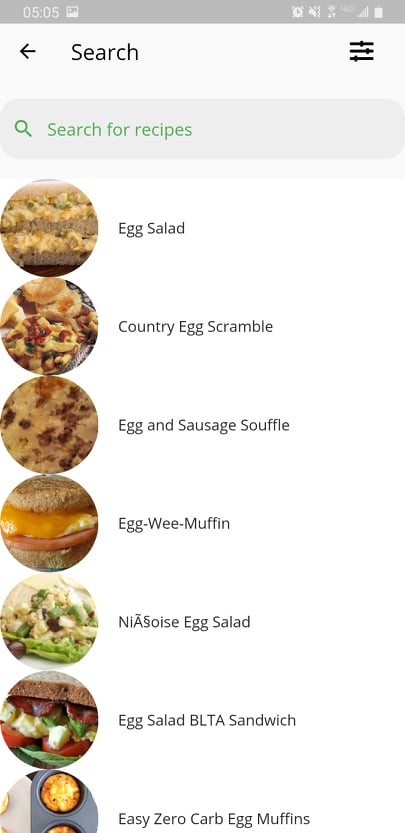 05:05
Search
Search for recipes
Egg Salad
Country Egg Scramble
Egg and Sausage Souffle
Egg-Wee-Muffin
NiÃ§oise Egg Salad
Egg Salad BLTA Sandwich
Easy Zero Carb Egg Muffins